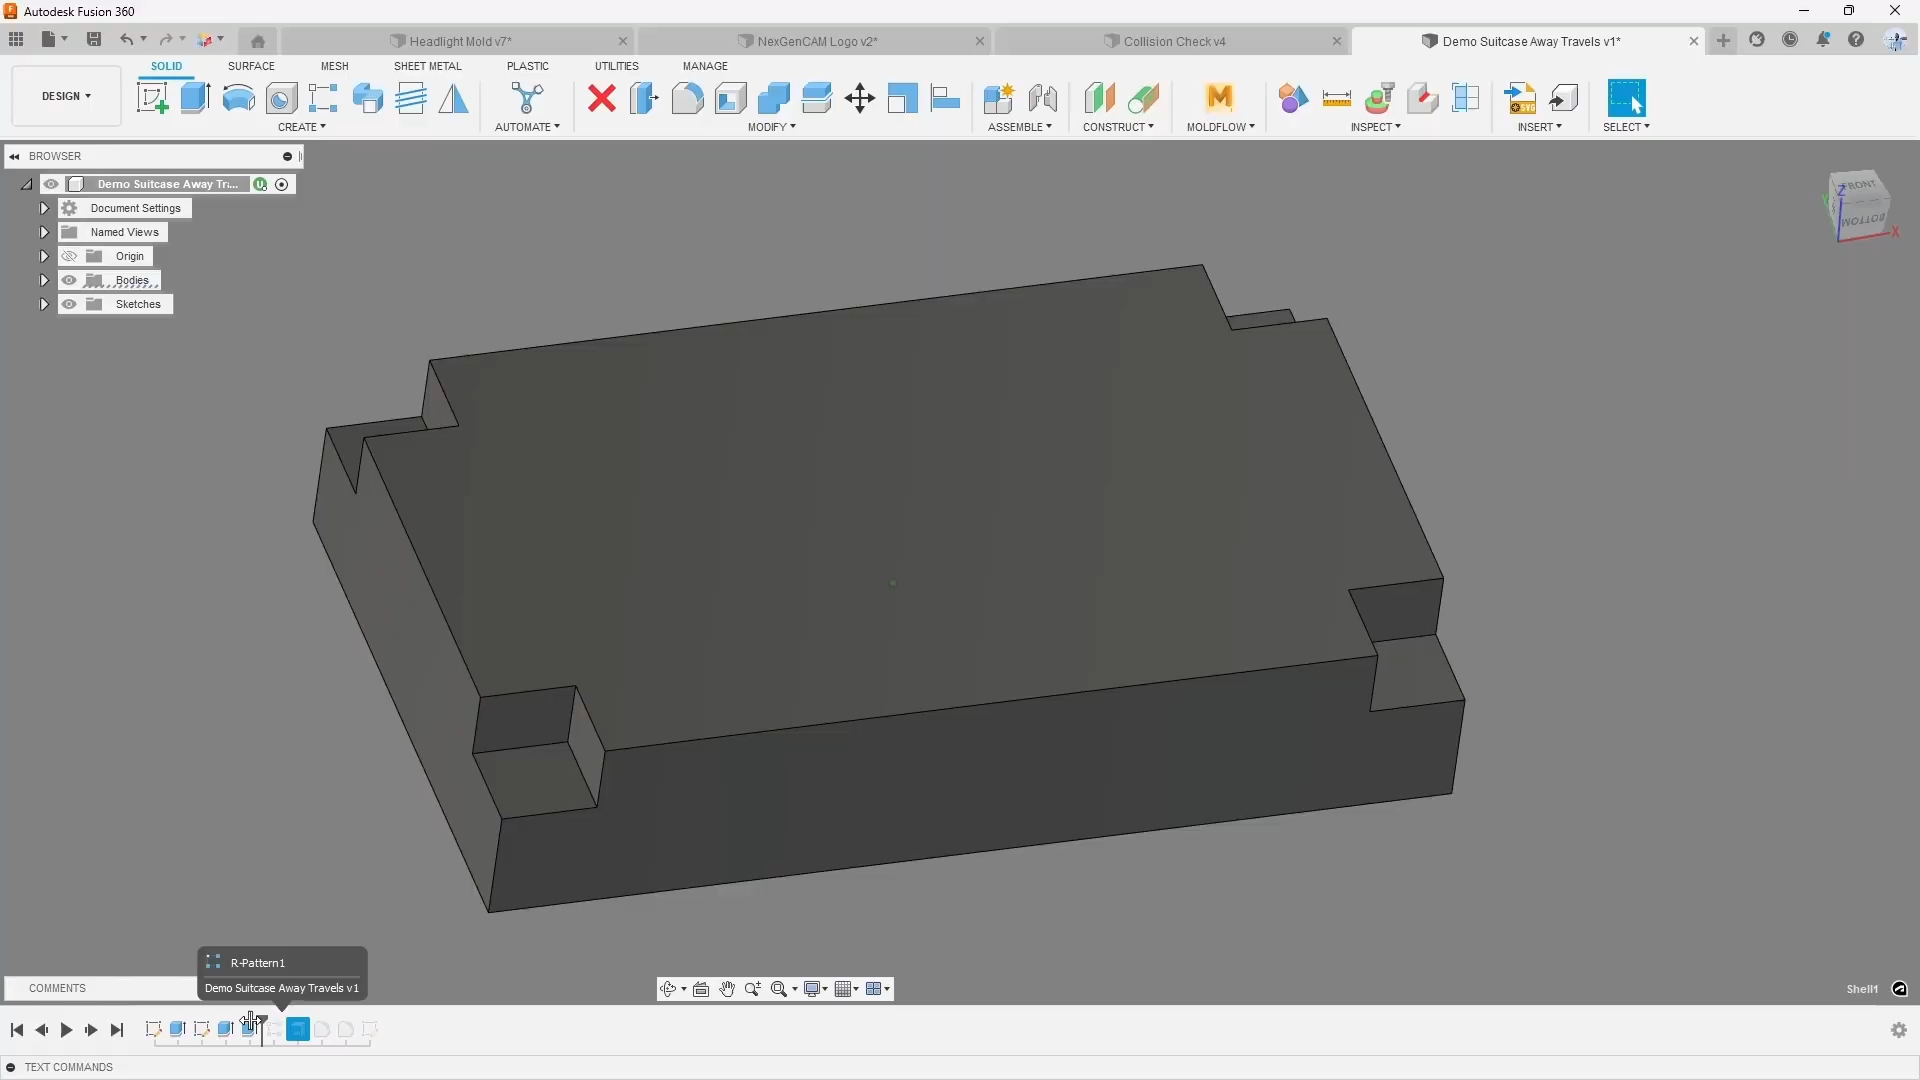 Autodesk Fusion 360
Headlight Mold v7*
NexGenCAM Logo v2*
Collision Check v4
Demo Suitcase Away Travels v1*
DESIGN
SOLID
SURFACE
MESH
SHEET METAL
PLASTIC
UTILITIES
MANAGE
CREATE
AUTOMATE
MODIFY
ASSEMBLE
CONSTRUCT
MOLDFLOW
INSPECT
INSERT
SELECT
BROWSER
Demo Suitcase Away Tr...
Document Settings
Named Views
Origin
Bodies
Sketches
FRONT
BOTTOM
Z
X
R-Pattern1
Demo Suitcase Away Travels v1
COMMENTS
Shell1
TEXT COMMANDS